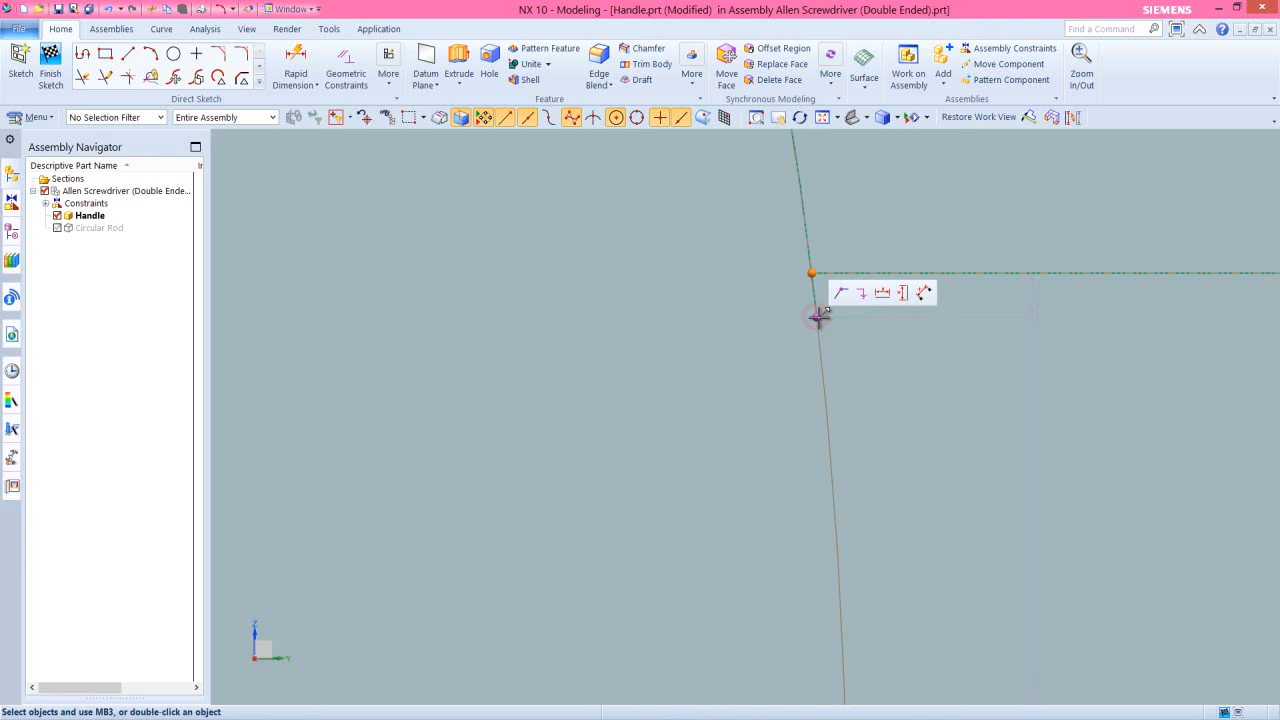 Window
NX 10 - Modeling - [Handle.prt (Modified) in Assembly Allen Screwdriver (Double Ended).prt]
SIEMENS
File
Home
Assemblies
Curve
Analysis
View
Render
Tools
Application
Find a Command
Sketch
Finish Sketch
Direct Sketch
Rapid Dimension
Geometric Constraints
More
Datum Plane
Extrude
Hole
Pattern Feature
Unite
Shell
Edge Blend
Chamfer
Trim Body
Draft
More
Feature
Move Face
Offset Region
Replace Face
Delete Face
More
Synchronous Modeling
Surface
Work on Assembly
Add
Assembly Constraints
Move Component
Pattern Component
Assemblies
Zoom In/Out
Menu
No Selection Filter
Entire Assembly
Restore Work View
Assembly Navigator
Descriptive Part Name
Sections
Allen Screwdriver (Double Ende...
Constraints
Handle
Circular Rod
Z
Y
Select objects and use MB3, or double-click an object